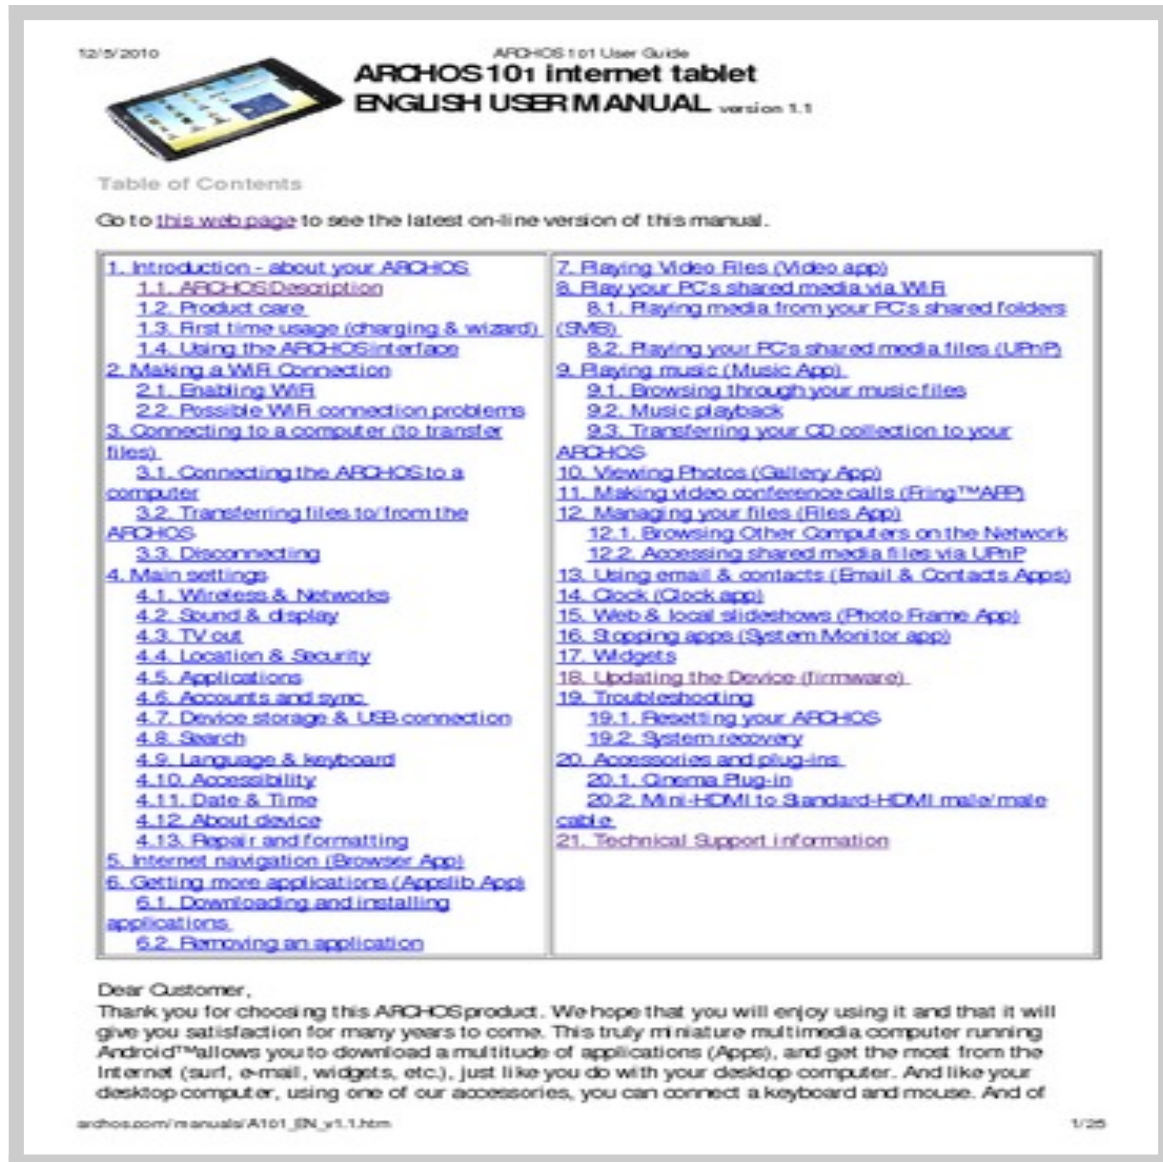 12/5/2010
ARCHOS 101 User Guide
ARCHOS 101 internet tablet
ENGLISH USER MANUAL version 1.1
Table of Contents
Go to this web page to see the latest on-line version of this manual.
1. Introduction - about your ARCHOS
1.1. ARCHOS Description
1.2. Product care
1.3. First time usage (charging & wizard)
1.4. Using the ARCHOS interface
2. Making a WiFi Connection
2.1. Enabling WiFi
2.2. Possible WiFi connection problems
3. Connecting to a computer (to transfer
files)
3.1. Connecting the ARCHOS to a
computer
3.2. Transferring files to/from the
ARCHOS
3.3. Disconnecting
4. Main settings
4.1. Wireless & Networks
4.2. Sound & display
4.3. TV out
4.4. Location & Security
4.5. Applications
4.6. Accounts and sync
4.7. Device storage & USB connection
4.8. Search
4.9. Language & keyboard
4.10. Accessibility
4.11. Date & Time
4.12. About device
4.13. Repair and formatting
5. Internet navigation (Browser App)
6. Getting more applications (Appslib App)
6.1. Downloading and installing
applications
6.2. Removing an application
7. Playing Video Files (Video app)
8. Play your PC's shared media via WiFi
8.1. Playing media from your PC's shared folders
(SMB)
8.2. Playing your PC's shared media files (UPnP)
9. Playing music (Music App)
9.1. Browsing through your music files
9.2. Music playback
9.3. Transferring your CD collection to your
ARCHOS
10. Viewing Photos (Gallery App)
11. Making video conference calls (Fring™ APP)
12. Managing your files (Files App)
12.1. Browsing Other Computers on the Network
12.2. Accessing shared media files via UPnP
13. Using email & contacts (Email & Contacts Apps)
14. Clock (Clock app)
15. Web & local slideshows (Photo Frame App)
16. Stopping apps (System Monitor app)
17. Widgets
18. Updating the Device (firmware)
19. Troubleshooting
19.1. Resetting your ARCHOS
19.2. System recovery
20. Accessories and plug-ins
20.1. Cinema Plug-in
20.2. Mini-HDMI to Standard-HDMI male/male
cable
21. Technical Support information
Dear Customer,
Thank you for choosing this ARCHOS product. We hope that you will enjoy using it and that it will
give you satisfaction for many years to come. This truly miniature multimedia computer running
Android™ allows you to download a multitude of applications (Apps), and get the most from the
Internet (surf, e-mail, widgets, etc.), just like you do with your desktop computer. And like your
desktop computer, using one of our accessories, you can connect a keyboard and mouse. And of
archos.com/manuals/A101_EN_v1.1.htm
1/25